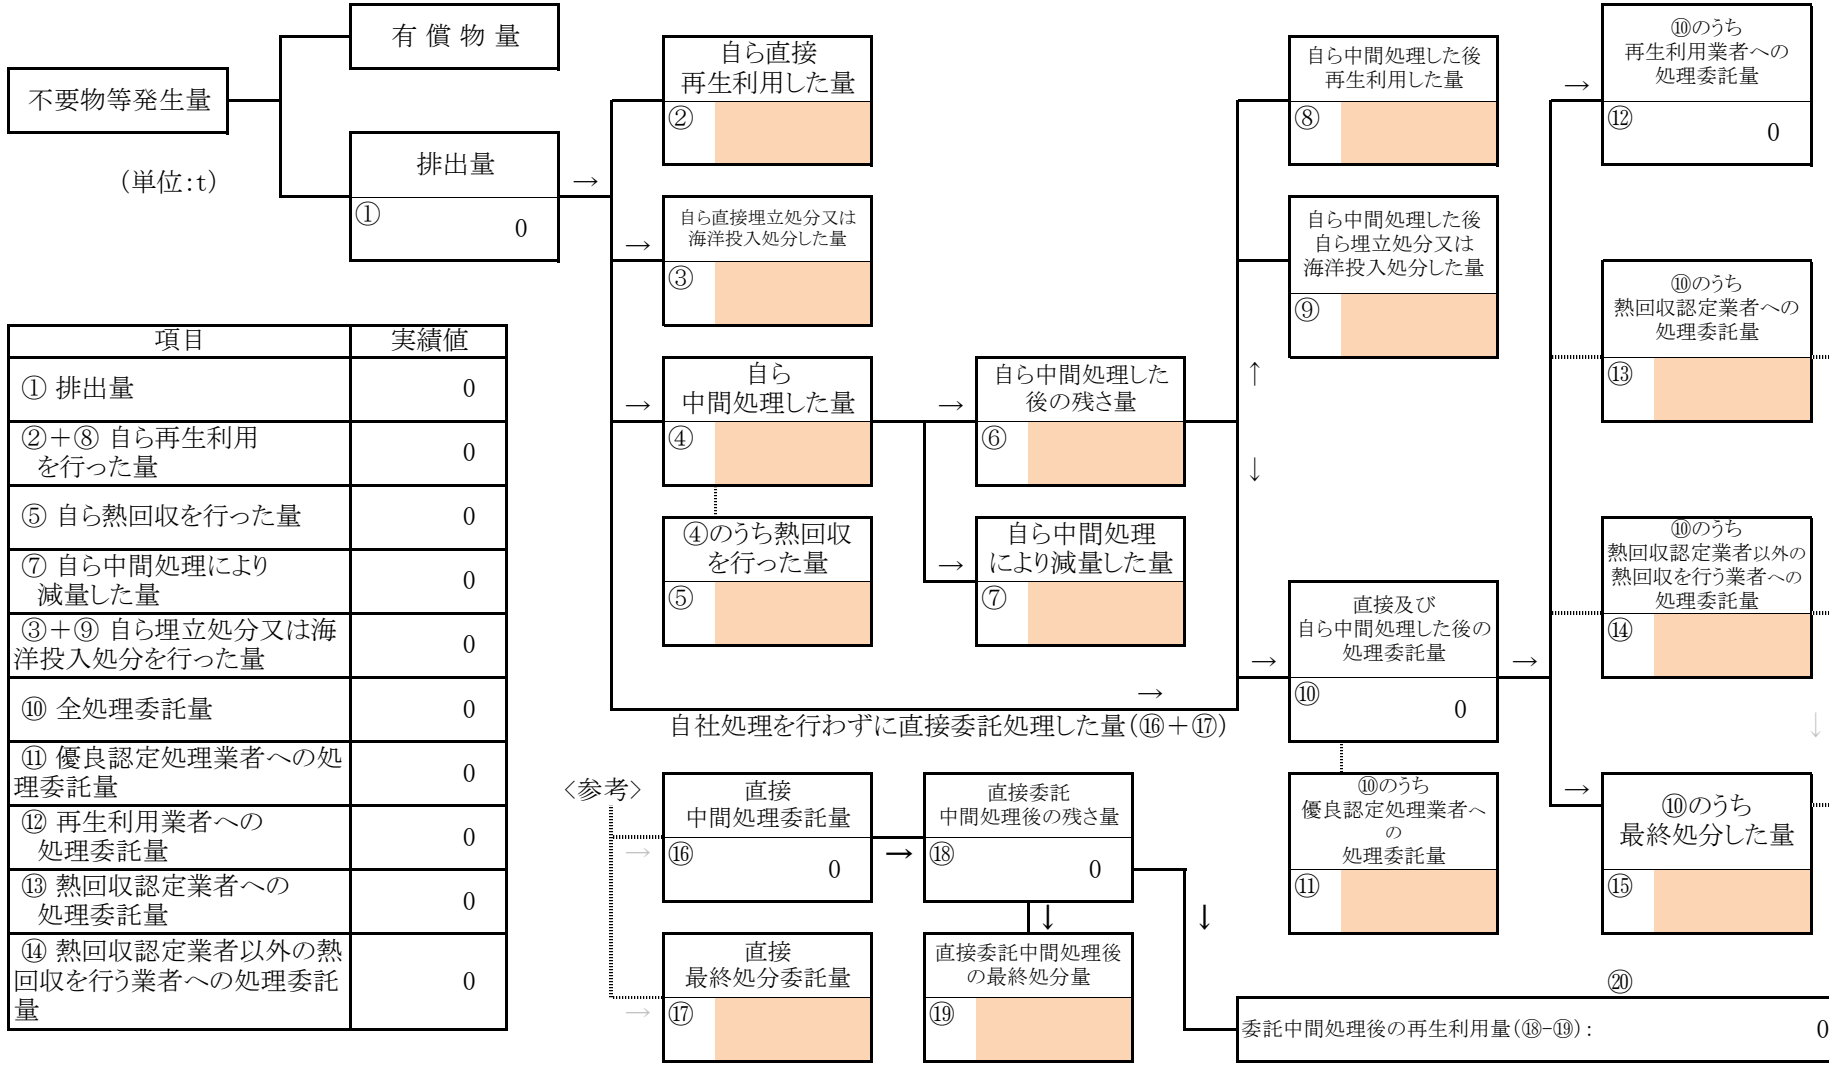 有 償 物 量
不要物等発生量
（単位:t）
排出量
①
0
→
自ら直接
再生利用した量
②
→
自ら直接埋立処分又は
海洋投入処分した量
③
→
自ら
中間処理した量
④
④のうち熱回収
を行った量
⑤
→
自ら中間処理した
後の残さ量
⑥
→
自ら中間処理
により減量した量
⑦
自ら中間処理した後
再生利用した量
⑧
自ら中間処理した後
自ら埋立処分又は
海洋投入処分した量
⑨
↑
↓
→
自社処理を行わずに直接委託処理した量(⑯＋⑰)
→
直接及び
自ら中間処理した後の
処理委託量
⑩
0
→
⑩のうち
優良認定処理業者へ
の
処理委託量
⑪
→
⑩のうち
再生利用業者への
処理委託量
⑫
0
⑩のうち
熱回収認定業者への
処理委託量
⑬
⑩のうち
熱回収認定業者以外の
熱回収を行う業者への
処理委託量
⑭
↓
→
⑩のうち
最終処分した量
⑮
項目
実績値
① 排出量
0
②＋⑧ 自ら再生利用
を行った量
0
⑤ 自ら熱回収を行った量
0
⑦ 自ら中間処理により
減量した量
0
③＋⑨ 自ら埋立処分又は海
洋投入処分を行った量
0
⑩ 全処理委託量
0
⑪ 優良認定処理業者への処
理委託量
0
⑫ 再生利用業者への
処理委託量
0
⑬ 熱回収認定業者への
処理委託量
0
⑭ 熱回収認定業者以外の熱
回収を行う業者への処理委託
量
0
〈参考〉
→
直接
中間処理委託量
⑯
0
→
直接委託
中間処理後の残さ量
⑱
0
↓
↓
→
直接
最終処分委託量
⑰
直接委託中間処理後
の最終処分量
⑲
⑳
委託中間処理後の再生利用量(⑱-⑲)：
0